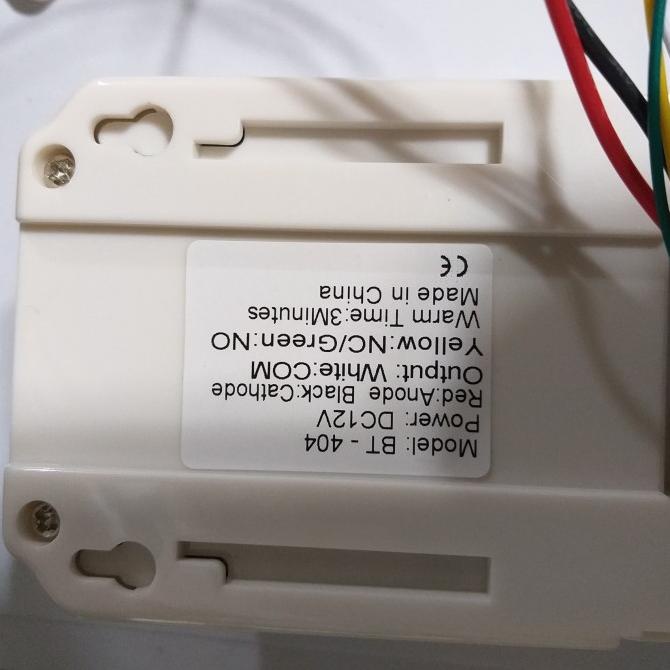 Model: BT - 404
Power: DC12V
Red:Anode Black:Cathode
Output: White:COM
Yellow:NC/Green:NO
Warm Time:3Minutes
Made in China
CE